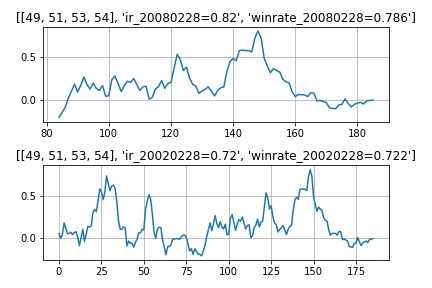 [[49, 51, 53, 54], 'ir_20080228=0.82', 'winrate_20080228=0.786']
0.5
0.0
80 100 120 140 160 180
[[49, 51, 53, 54], 'ir_20020228=0.72', 'winrate_20020228=0.722']
0.5
0.0
0 25 50 75 100 125 150 175